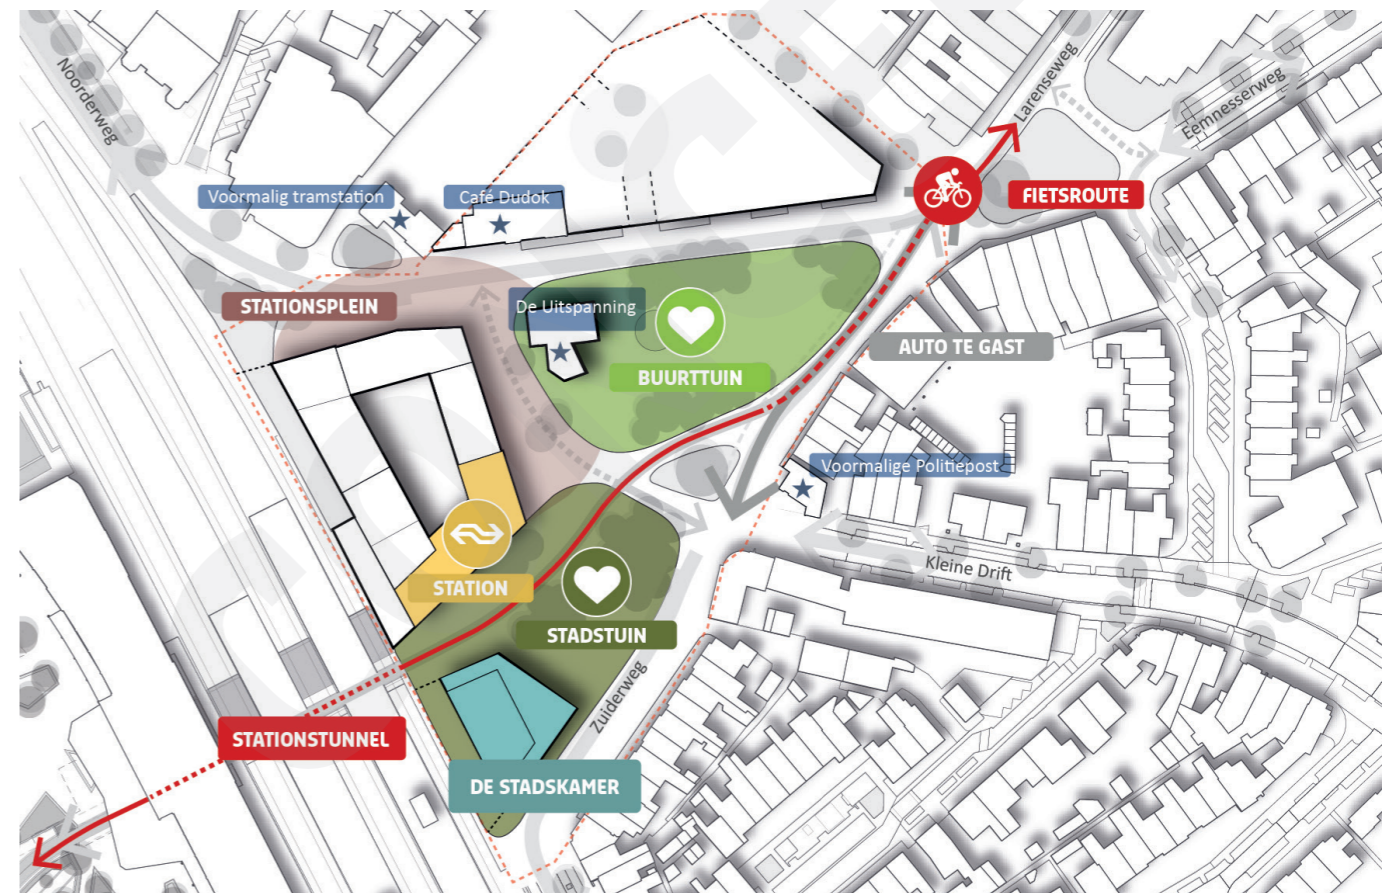 Noorderweg
Larenseweg
Eemnesserweg
Voormalig tramstation
Café Dudok
FIETSROUTE
STATIONSPLEIN
De Uitspanning
AUTO TE GAST
BUURTTUIN
Voormalige Politiepost
Kleine Drift
STATION
STADSTUIN
Zuiderweg
STATIONSTUNNEL
DE STADSKAMER